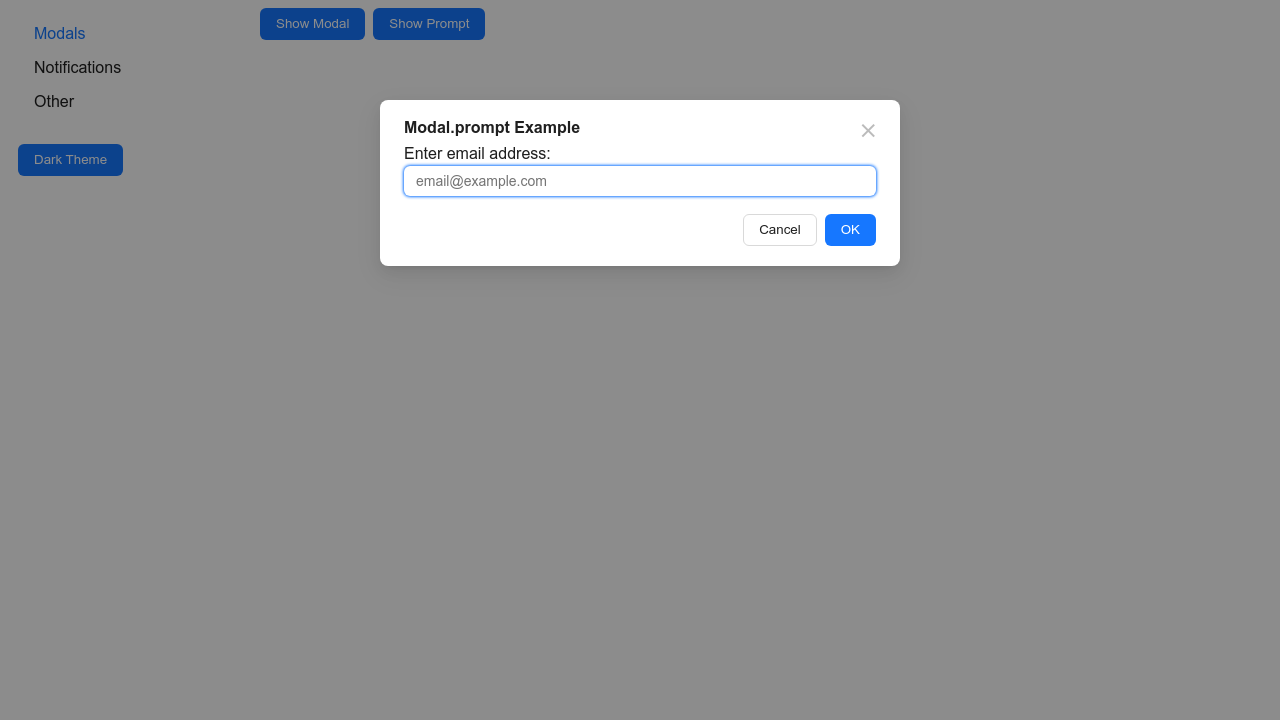 Modals
Notifications
Other
Dark Theme
Show Modal Show Prompt
Modal.prompt Example
Enter email address:
email@example.com
Cancel OK